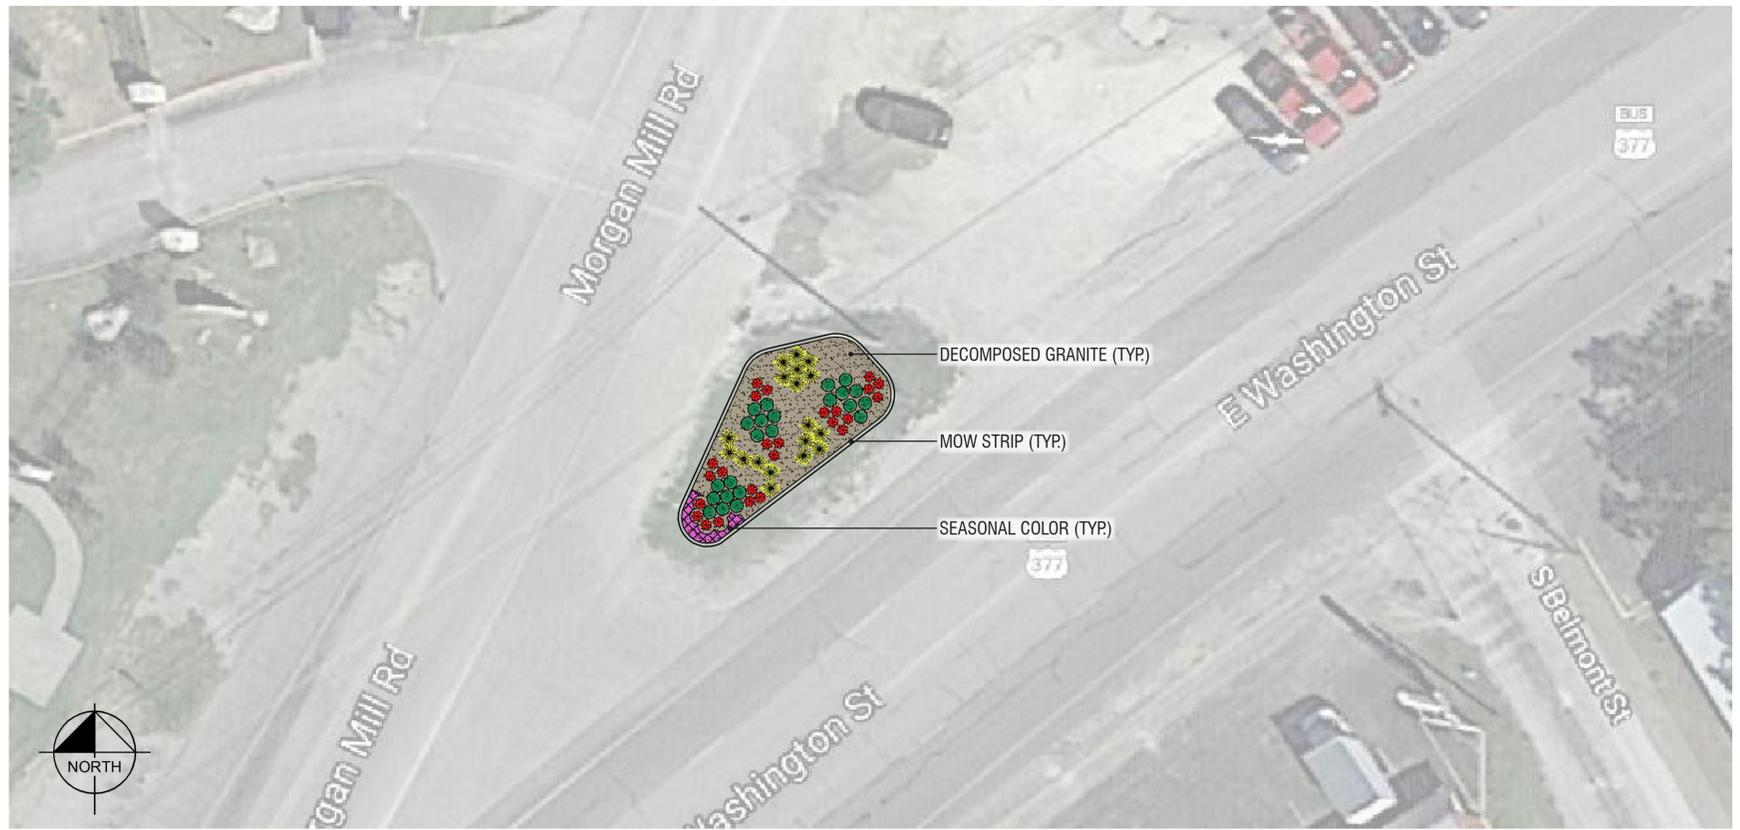 Morgan Mill Rd
BUS
377
E Washington St
DECOMPOSED GRANITE (TYP.)
MOW STRIP (TYP.)
SEASONAL COLOR (TYP.)
377
S Belmont St
rgan Mill Rd
Washington St
NORTH